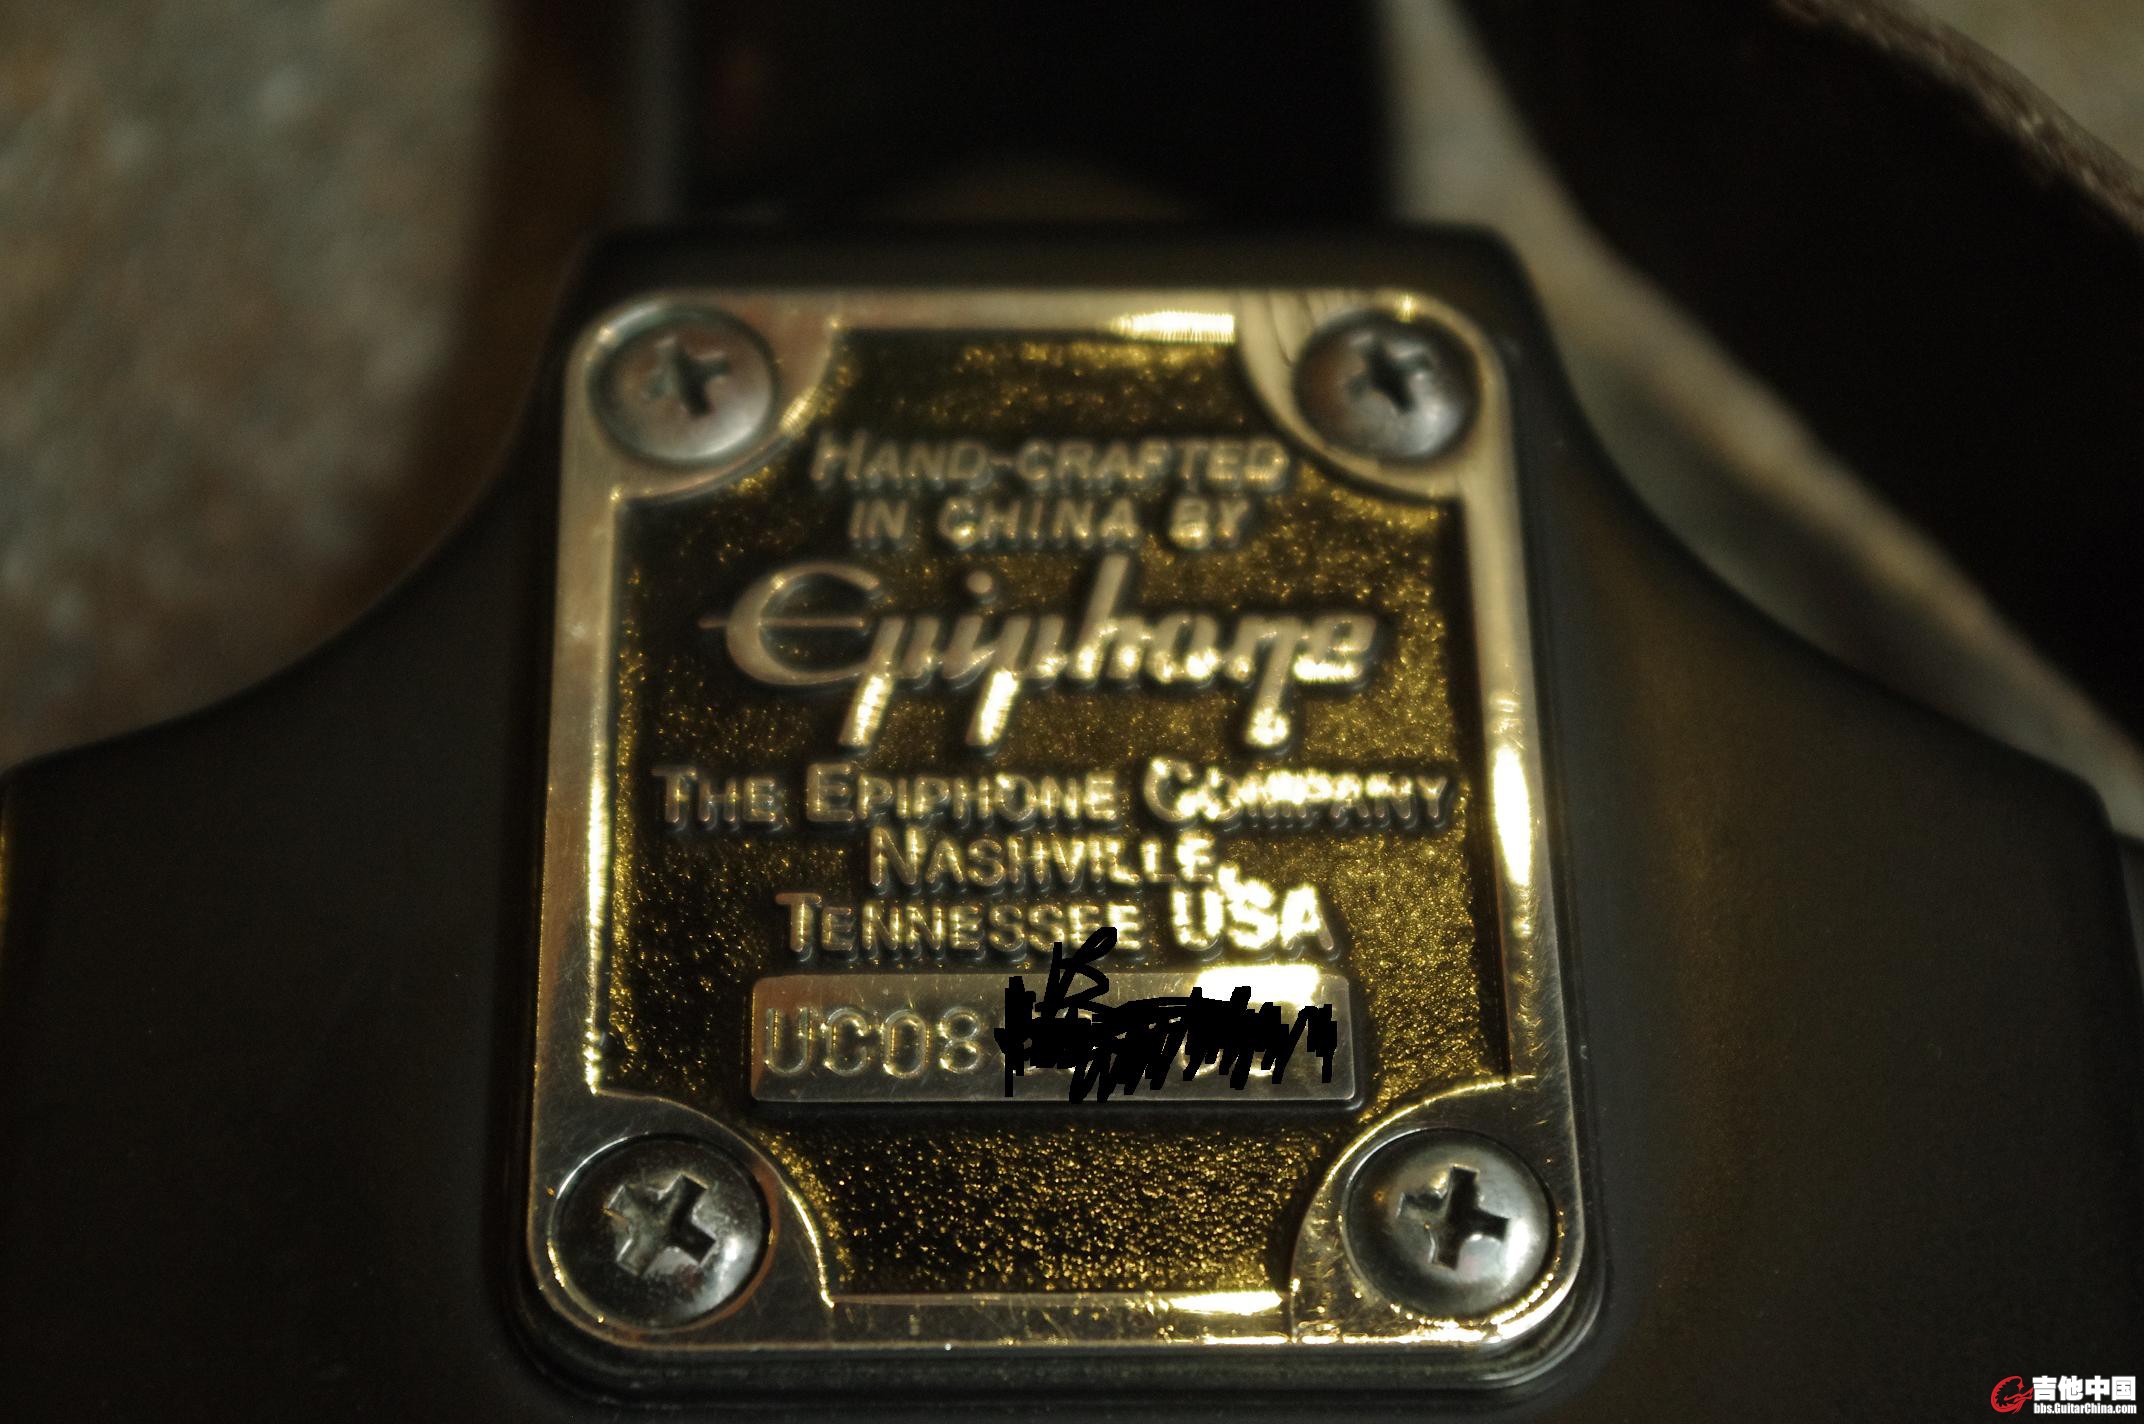 HAND-CRAFTED
IN CHINA BY
Epiphone
THE EPIPHONE COMPANY
NASHVILLE,
TENNESSEE USA
UC08
吉他中国
bbs.GuitarChina.com